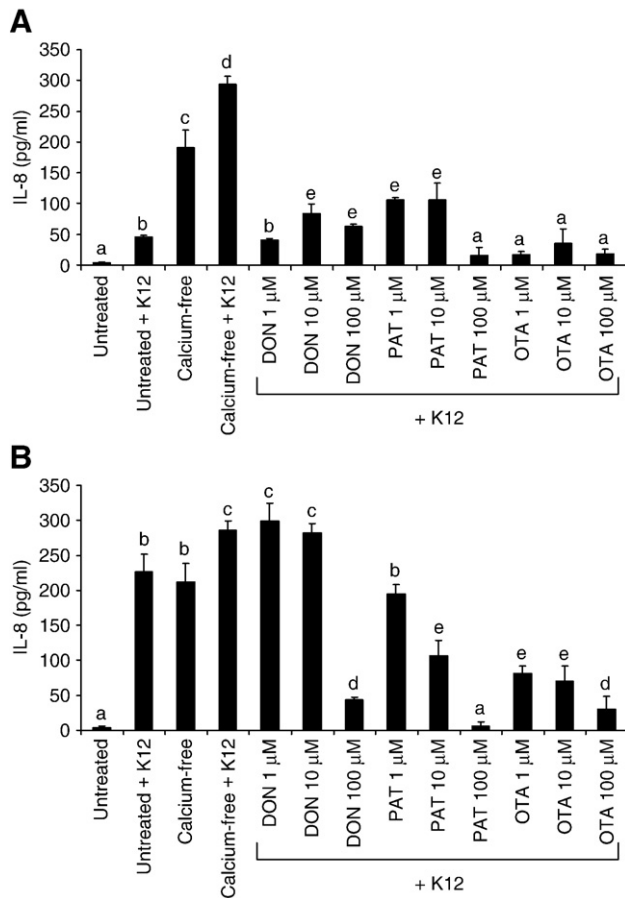 A
350
300
250
200
150
100
50
0
IL-8 (pg/ml)
a
b
c
d
b
e
e
e
e
a
a
a
a
Untreated
Untreated + K12
Calcium-free
Calcium-free + K12
DON 1 μM
DON 10 μM
DON 100 μM
PAT 1 μM
PAT 10 μM
PAT 100 μM
OTA 1 μM
OTA 10 μM
OTA 100 μM
+ K12
B
350
300
250
200
150
100
50
0
IL-8 (pg/ml)
a
b
b
c
c
c
d
b
e
a
e
e
d
Untreated
Untreated + K12
Calcium-free
Calcium-free + K12
DON 1 μM
DON 10 μM
DON 100 μM
PAT 1 μM
PAT 10 μM
PAT 100 μM
OTA 1 μM
OTA 10 μM
OTA 100 μM
+ K12